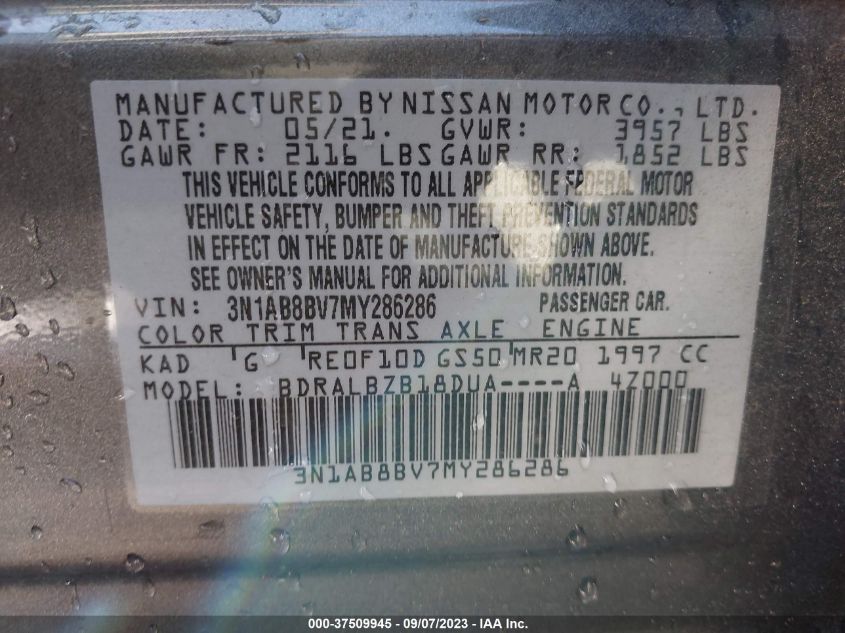 MANUFACTURED BY NISSAN MOTOR CO., LTD.
DATE: 05/21. GVWR: 3957 LBS
GAWR FR: 2116 LBS GAWR RR: 1852 LBS
THIS VEHICLE CONFORMS TO ALL APPLICABLE FEDERAL MOTOR
VEHICLE SAFETY, BUMPER AND THEFT PREVENTION STANDARDS
IN EFFECT ON THE DATE OF MANUFACTURE SHOWN ABOVE.
SEE OWNER'S MANUAL FOR ADDITIONAL INFORMATION.
VIN: 3N1AB8BV7MY286286 PASSENGER CAR.
COLOR TRIM TRANS AXLE ENGINE
KAD G RE0F10D GS50 MR20 1997 CC
MODEL: BDRALBZB18DUA----A 4Z000
3N1AB8BV7MY286286
000-37509945 - 09/07/2023 - IAA Inc.